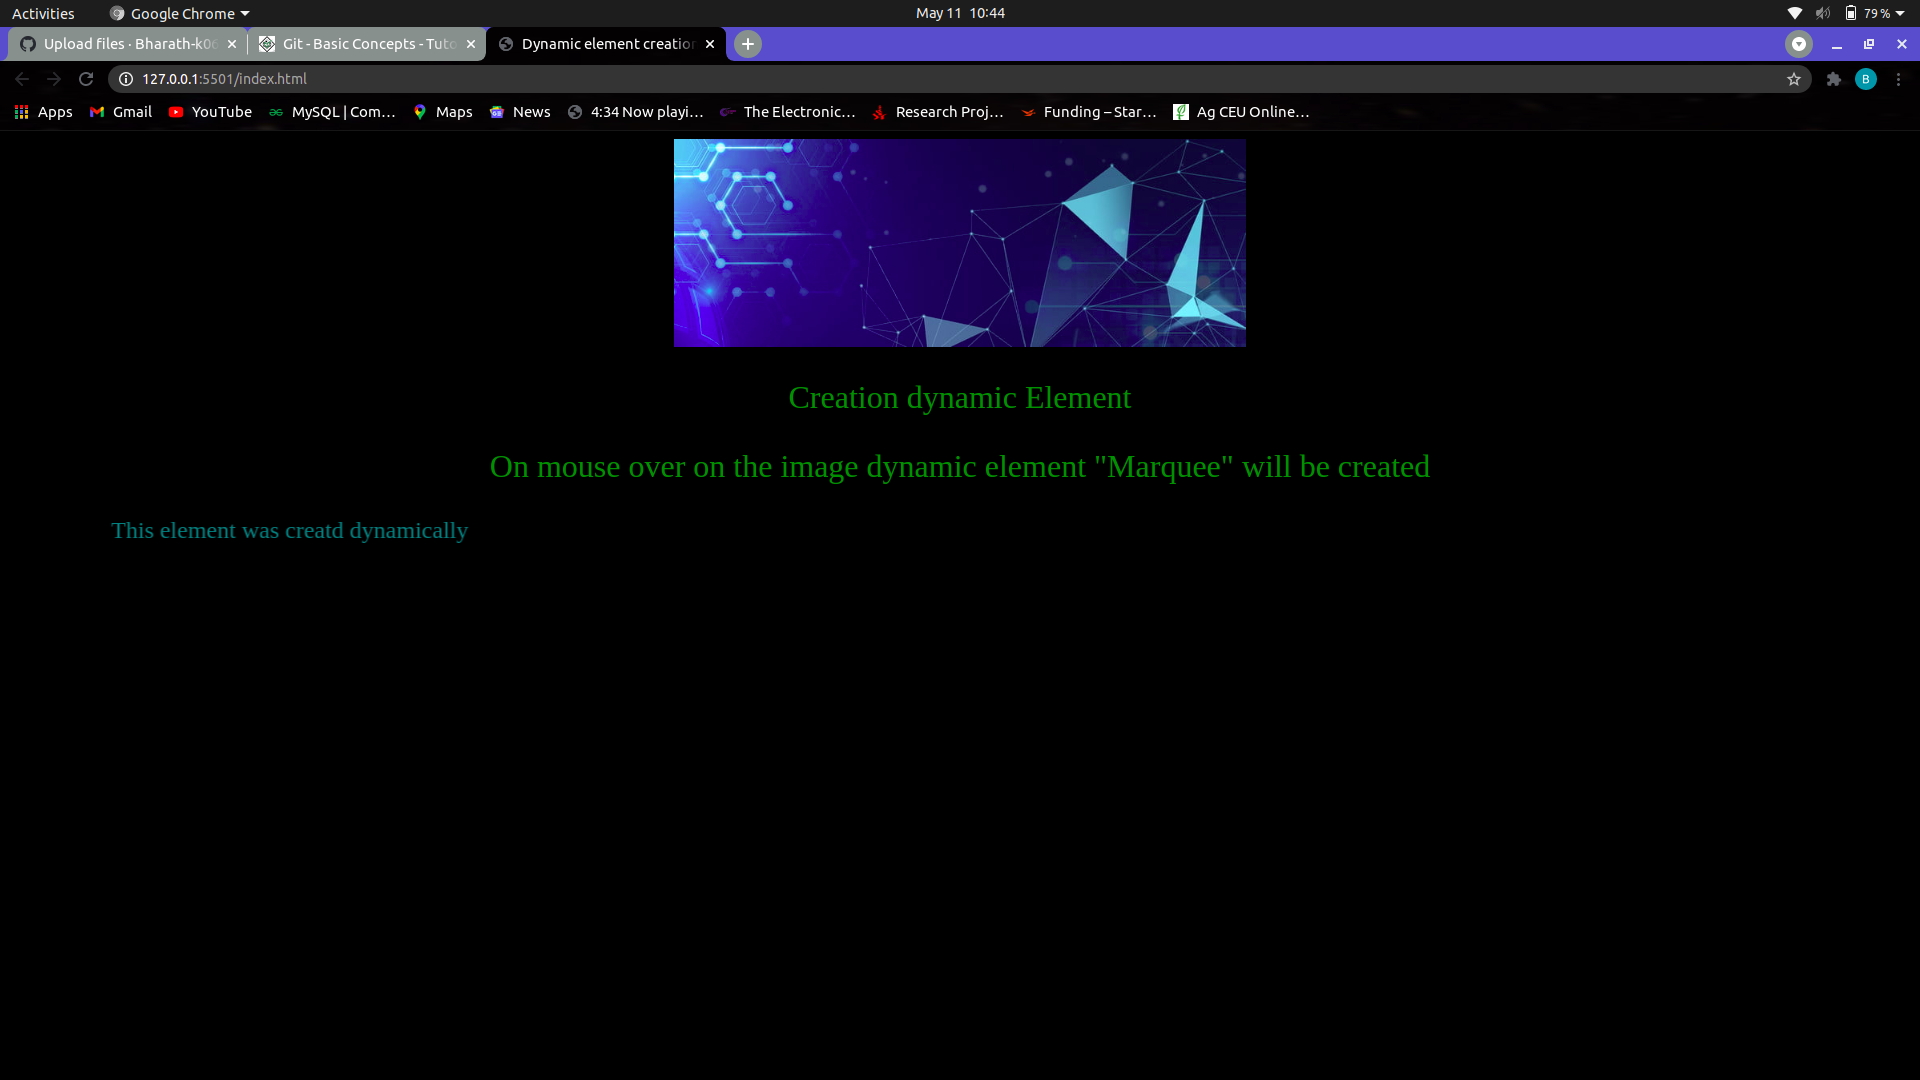 Activities Google Chrome May 11 10:44 79 %
Upload files · Bharath-k06 Git - Basic Concepts - Tuto Dynamic element creation
127.0.0.1:5501/index.html B
Apps Gmail YouTube MySQL | Com… Maps News 4:34 Now playi… The Electronic… Research Proj… Funding – Star… Ag CEU Online…
Creation dynamic Element
On mouse over on the image dynamic element "Marquee" will be created
This element was creatd dynamically